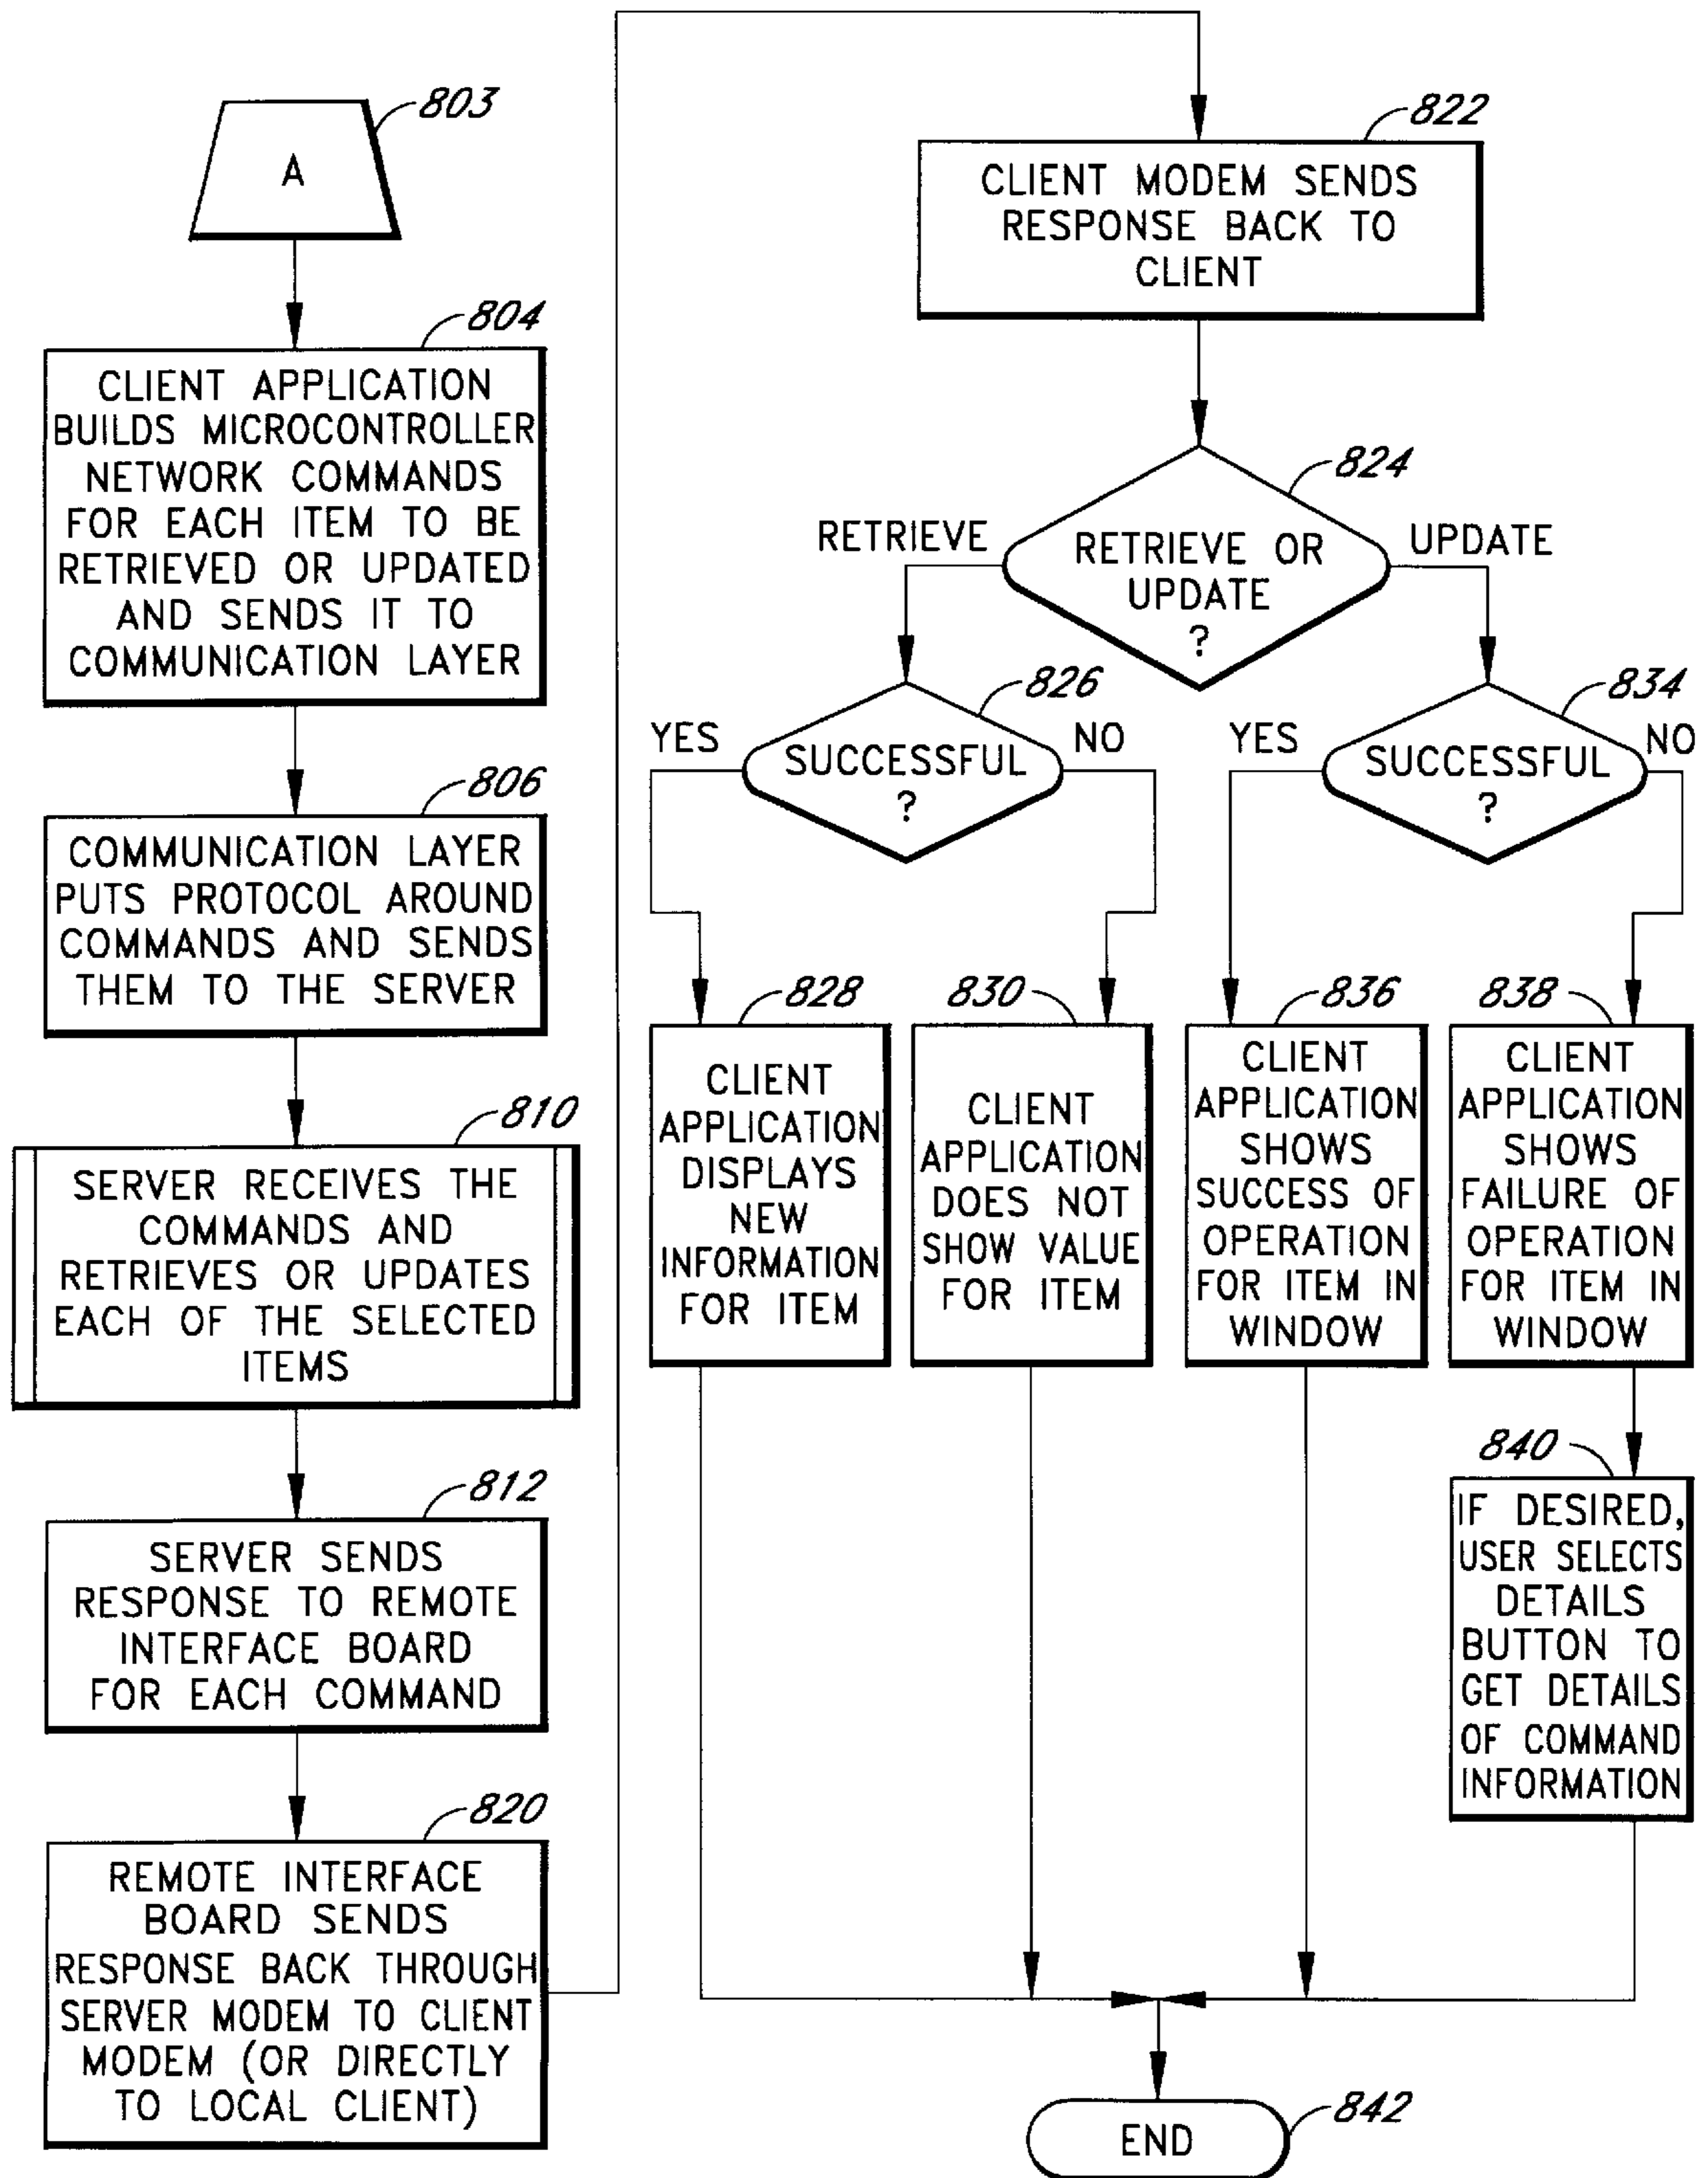 803
A
804
CLIENT APPLICATION
BUILDS MICROCONTROLLER
NETWORK COMMANDS
FOR EACH ITEM TO BE
RETRIEVED OR UPDATED
AND SENDS IT TO
COMMUNICATION LAYER
806
COMMUNICATION LAYER
PUTS PROTOCOL AROUND
COMMANDS AND SENDS
THEM TO THE SERVER
810
SERVER RECEIVES THE
COMMANDS AND
RETRIEVES OR UPDATES
EACH OF THE SELECTED
ITEMS
812
SERVER SENDS
RESPONSE TO REMOTE
INTERFACE BOARD
FOR EACH COMMAND
820
REMOTE INTERFACE
BOARD SENDS
RESPONSE BACK THROUGH
SERVER MODEM TO CLIENT
MODEM (OR DIRECTLY
TO LOCAL CLIENT)
822
CLIENT MODEM SENDS
RESPONSE BACK TO
CLIENT
824
RETRIEVE
RETRIEVE OR
UPDATE
?
UPDATE
826
YES
SUCCESSFUL
?
NO
834
YES
SUCCESSFUL
?
NO
828
CLIENT
APPLICATION
DISPLAYS
NEW
INFORMATION
FOR ITEM
830
CLIENT
APPLICATION
DOES NOT
SHOW VALUE
FOR ITEM
836
CLIENT
APPLICATION
SHOWS
SUCCESS OF
OPERATION
FOR ITEM IN
WINDOW
838
CLIENT
APPLICATION
SHOWS
FAILURE OF
OPERATION
FOR ITEM IN
WINDOW
840
IF DESIRED,
USER SELECTS
DETAILS
BUTTON TO
GET DETAILS
OF COMMAND
INFORMATION
842
END